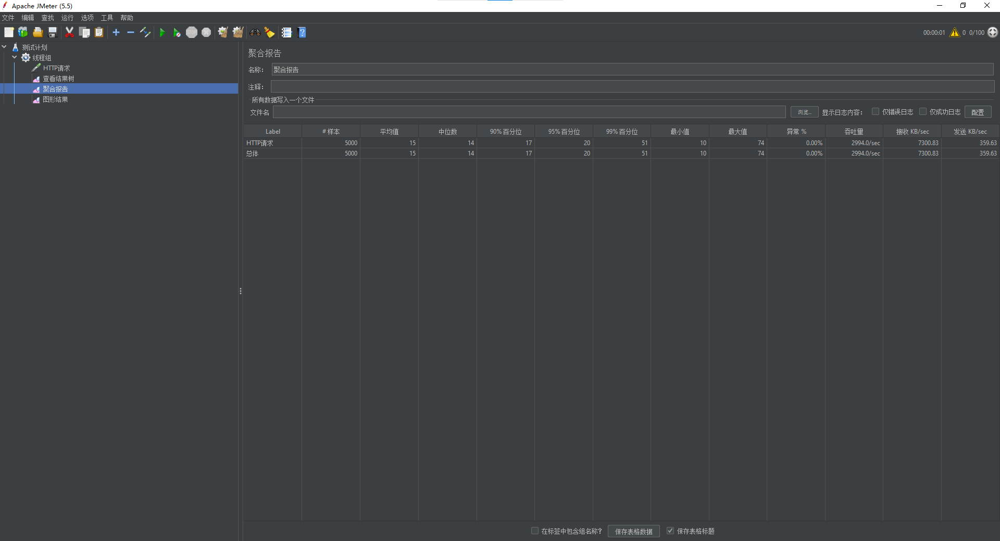 Apache JMeter (5.5)
文件 编辑 查找 运行 选项 工具 帮助
00:00:01 0 0/100
测试计划
线程组
HTTP请求
查看结果树
聚合报告
图形结果
聚合报告
名称： 聚合报告
注释：
所有数据写入一个文件
文件名 浏览... 显示日志内容： 仅错误日志 仅成功日志 配置
Label # 样本 平均值 中位数 90% 百分位 95% 百分位 99% 百分位 最小值 最大值 异常 % 吞吐量 接收 KB/sec 发送 KB/sec
HTTP请求 5000 15 14 17 20 51 10 74 0.00% 2994.0/sec 7300.83 359.63
总体 5000 15 14 17 20 51 10 74 0.00% 2994.0/sec 7300.83 359.63
在标签中包含组名称? 保存表格数据 保存表格标题